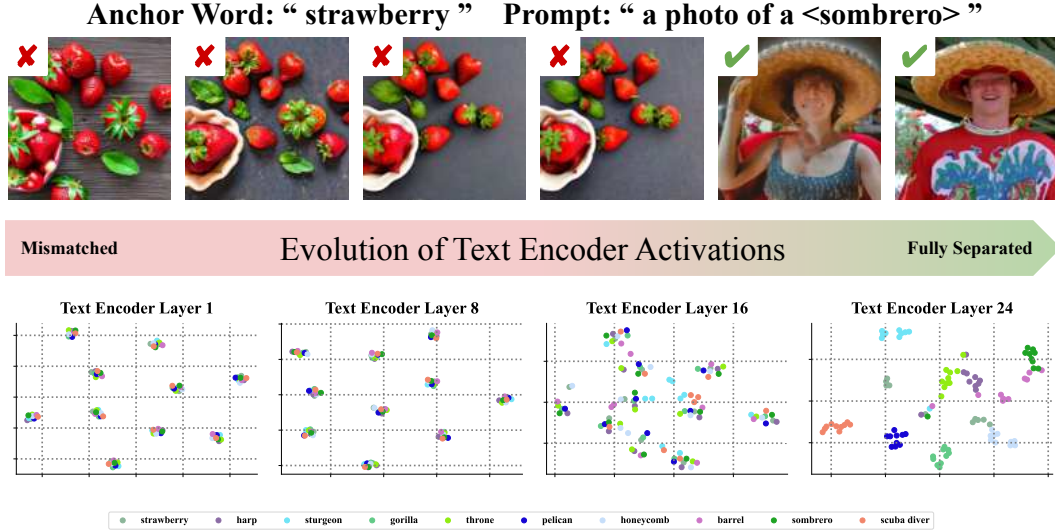 Anchor Word: “ strawberry ” Prompt: “ a photo of a <sombrero> ”
Mismatched Evolution of Text Encoder Activations Fully Separated
Text Encoder Layer 1 Text Encoder Layer 8 Text Encoder Layer 16 Text Encoder Layer 24
strawberry harp sturgeon gorilla throne pelican honeycomb barrel sombrero scuba diver